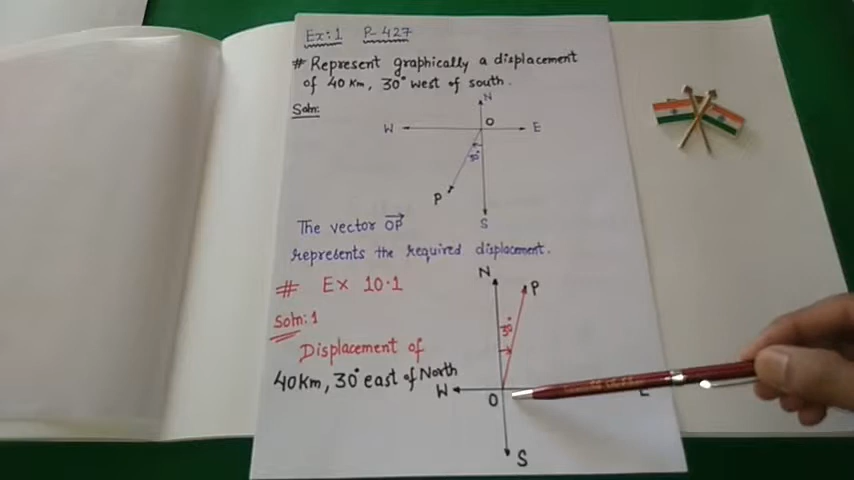 Ex:1 P-427
# Represent graphically a displacement
of 40 Km, 30° west of south.
Soln:
N
W O E
30°
P
S
The vector OP
represents the required displacement.
# Ex 10.1
N P
Soln:1
30°
Displacement of
40km, 30° east of North
W O E
S